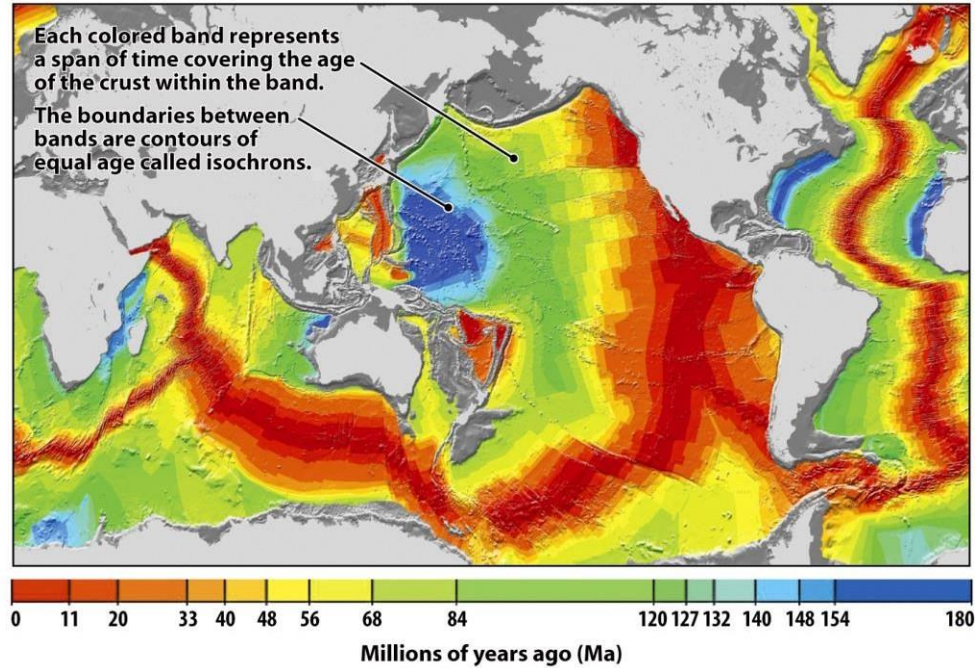 Each colored band represents
a span of time covering the age
of the crust within the band.
The boundaries between
bands are contours of
equal age called isochrons.
0 11 20 33 40 48 56 68 84 120 127 132 140 148 154 180
Millions of years ago (Ma)